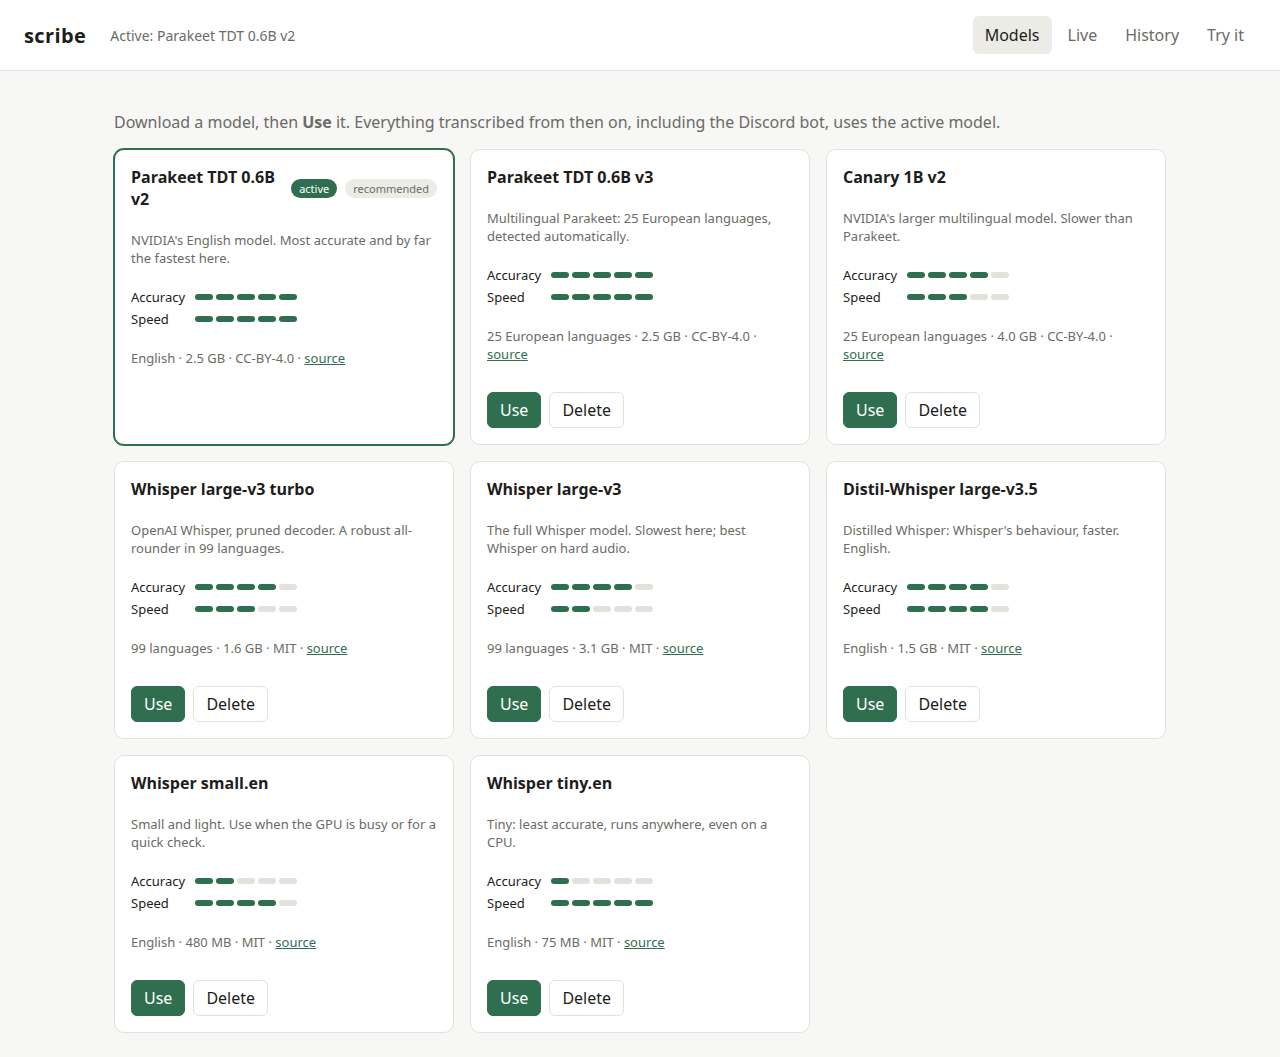 scribe
Active: Parakeet TDT 0.6B v2
Models
Live
History
Try it
Download a model, then Use it. Everything transcribed from then on, including the Discord bot, uses the active model.
Parakeet TDT 0.6B
v2
active
recommended
NVIDIA's English model. Most accurate and by far
the fastest here.
Accuracy
Speed
English · 2.5 GB · CC-BY-4.0 · source
Parakeet TDT 0.6B v3
Multilingual Parakeet: 25 European languages,
detected automatically.
Accuracy
Speed
25 European languages · 2.5 GB · CC-BY-4.0 ·
source
Use
Delete
Canary 1B v2
NVIDIA's larger multilingual model. Slower than
Parakeet.
Accuracy
Speed
25 European languages · 4.0 GB · CC-BY-4.0 ·
source
Use
Delete
Whisper large-v3 turbo
OpenAI Whisper, pruned decoder. A robust all-
rounder in 99 languages.
Accuracy
Speed
99 languages · 1.6 GB · MIT · source
Use
Delete
Whisper large-v3
The full Whisper model. Slowest here; best
Whisper on hard audio.
Accuracy
Speed
99 languages · 3.1 GB · MIT · source
Use
Delete
Distil-Whisper large-v3.5
Distilled Whisper: Whisper's behaviour, faster.
English.
Accuracy
Speed
English · 1.5 GB · MIT · source
Use
Delete
Whisper small.en
Small and light. Use when the GPU is busy or for a
quick check.
Accuracy
Speed
English · 480 MB · MIT · source
Use
Delete
Whisper tiny.en
Tiny: least accurate, runs anywhere, even on a
CPU.
Accuracy
Speed
English · 75 MB · MIT · source
Use
Delete